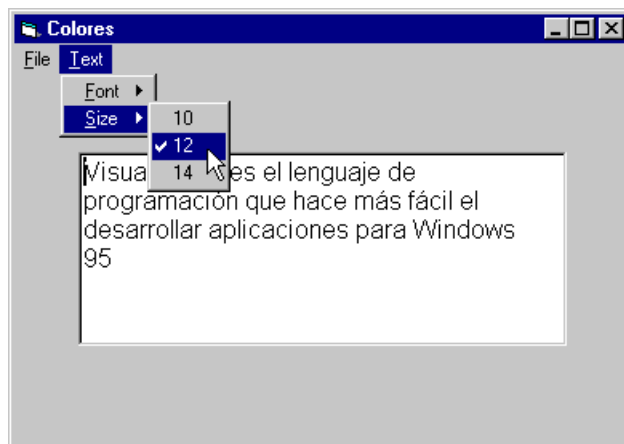 Colores
File Text
Font
Size
10
12
14
Visua es el lenguaje de
programación que hace más fácil el
desarrollar aplicaciones para Windows
95